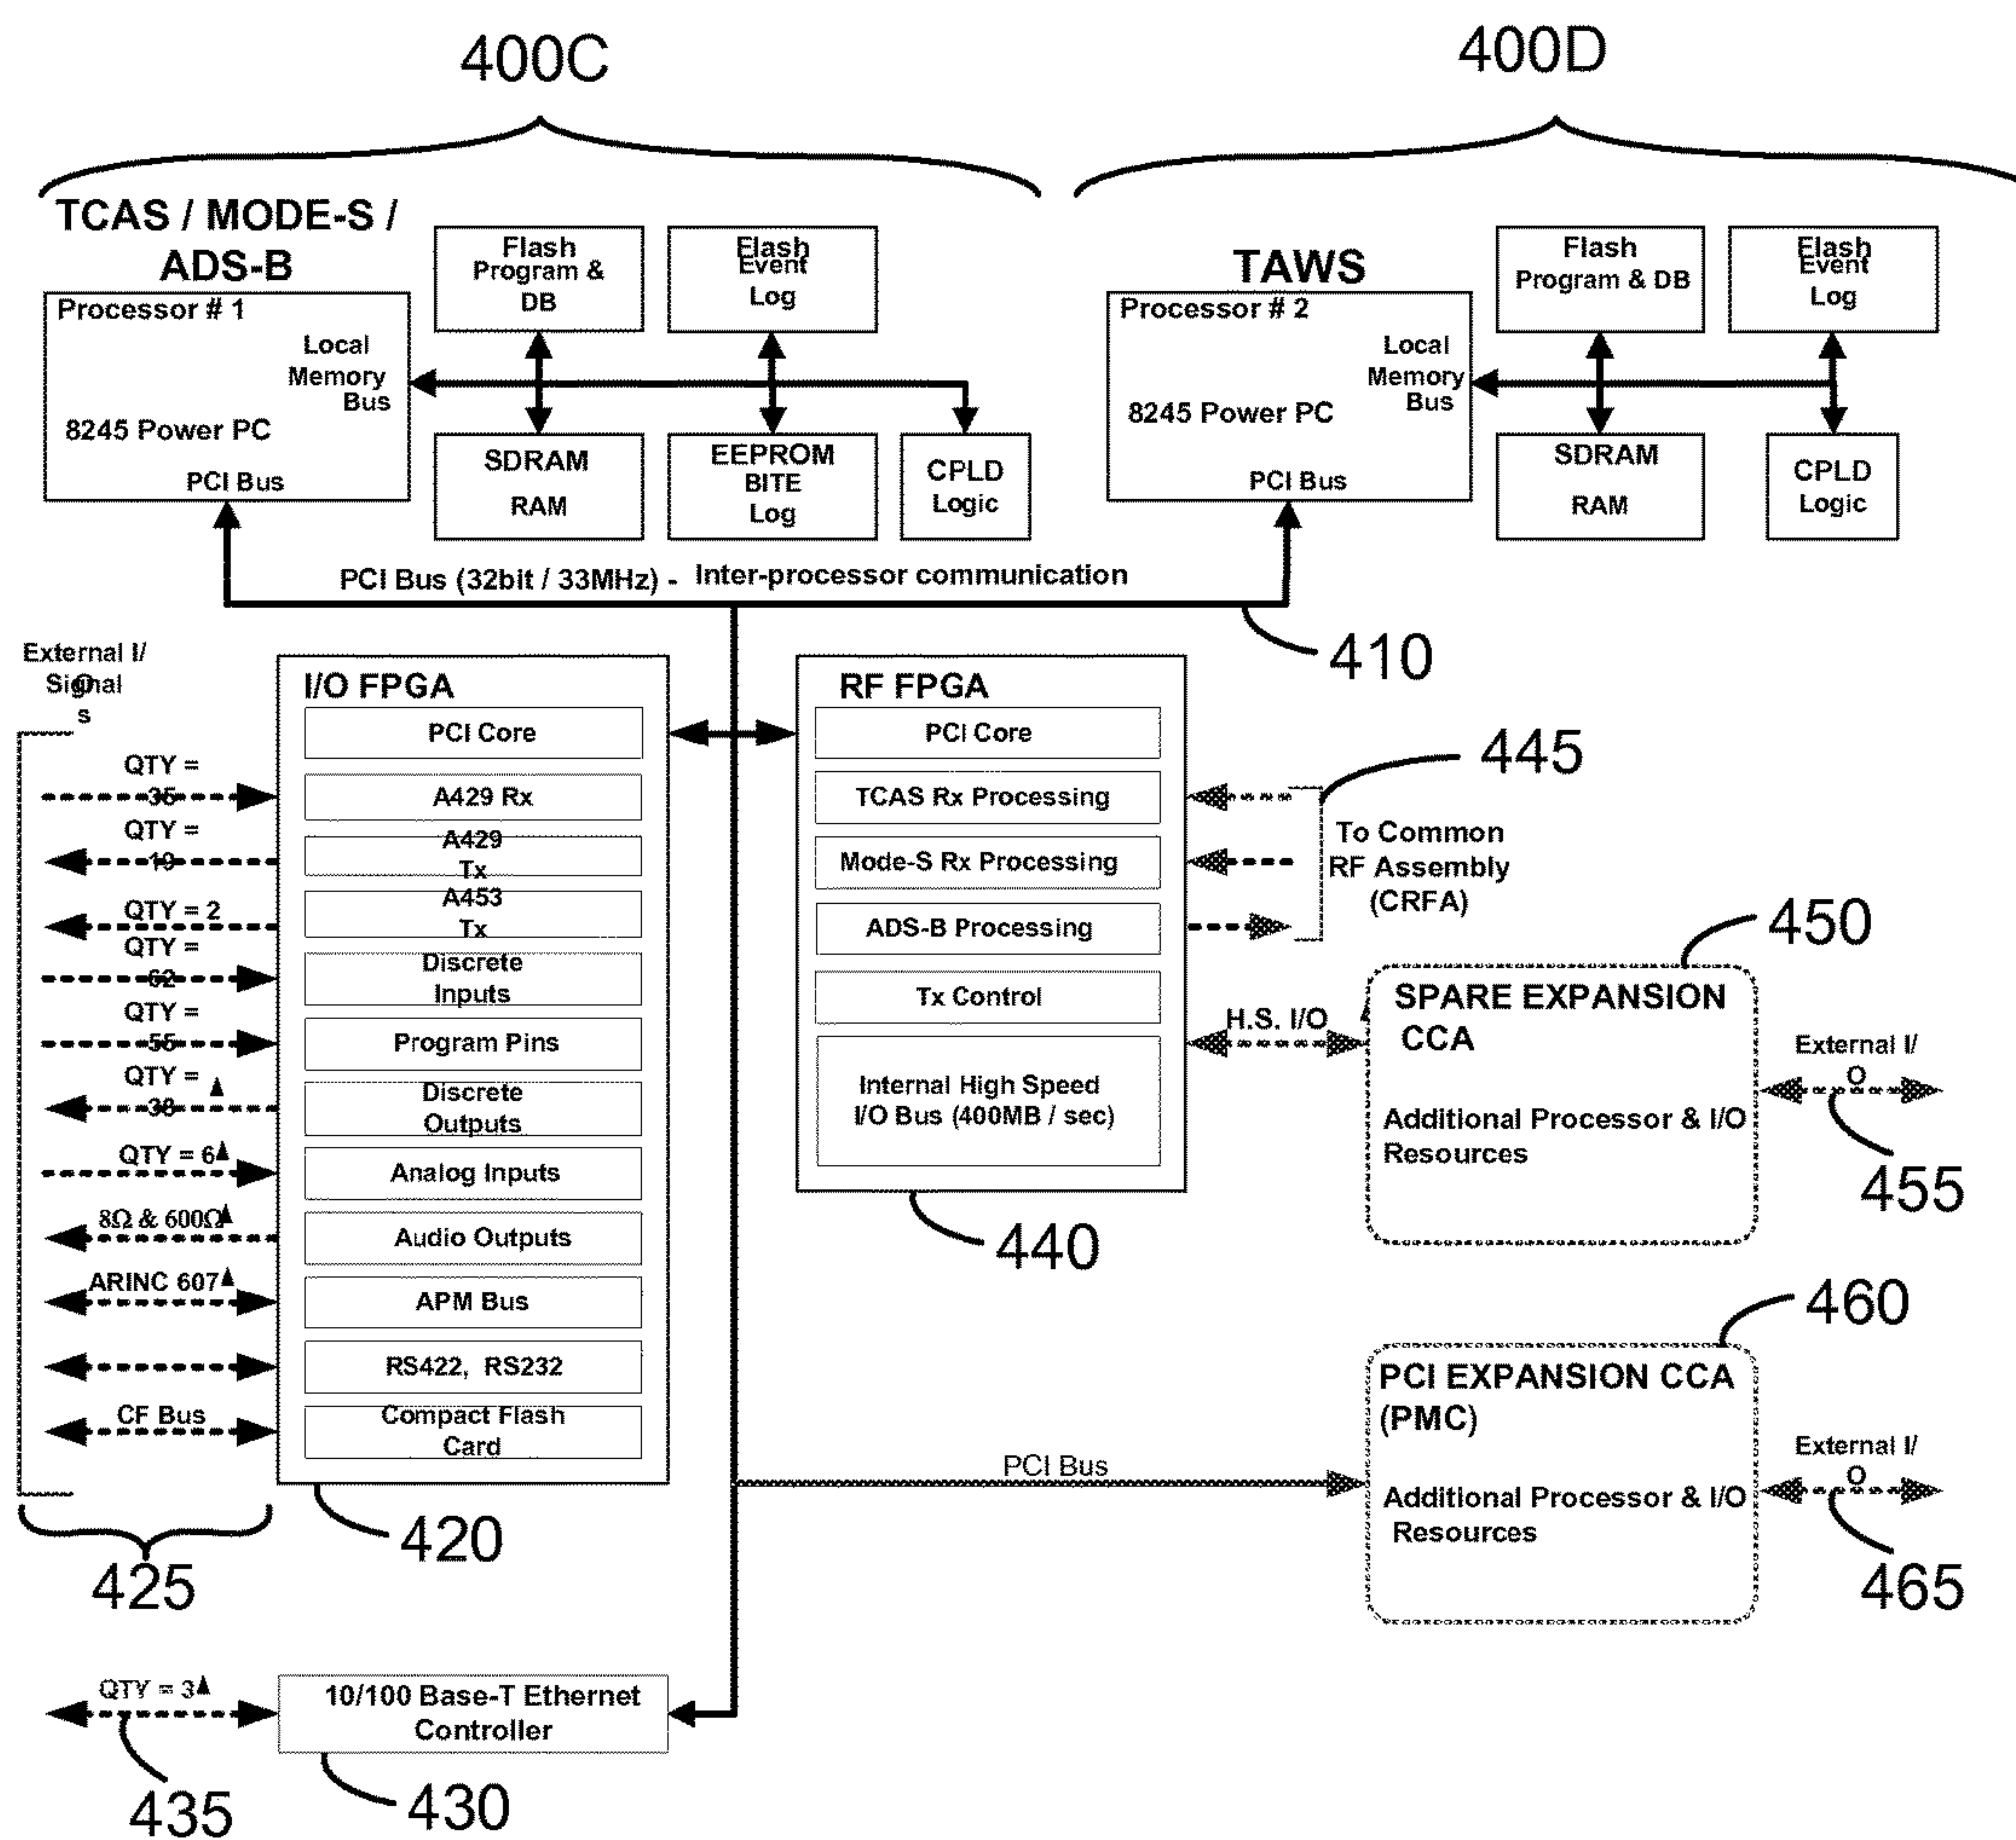 400C
400D
TCAS / MODE-S /
ADS-B
Processor # 1
Local
Memory
Bus
8245 Power PC
PCI Bus
Flash
Program &
DB
Flash
Event
Log
SDRAM
RAM
EEPROM
BITE
Log
CPLD
Logic
TAWS
Processor # 2
Local
Memory
Bus
8245 Power PC
PCI Bus
Flash
Program & DB
Flash
Event
Log
SDRAM
RAM
CPLD
Logic
PCI Bus (32bit / 33MHz) - Inter-processor communication
410
External I/
O
Signal
s
QTY =
35
QTY =
19
QTY = 2
QTY =
62
QTY =
55
QTY =
38
QTY = 6
8Ω & 600Ω
ARINC 607
CF Bus
425
I/O FPGA
PCI Core
A429 Rx
A429
Tx
A453
Tx
Discrete
Inputs
Program Pins
Discrete
Outputs
Analog Inputs
Audio Outputs
APM Bus
RS422, RS232
Compact Flash
Card
420
RF FPGA
PCI Core
TCAS Rx Processing
Mode-S Rx Processing
ADS-B Processing
Tx Control
Internal High Speed
I/O Bus (400MB / sec)
440
445
To Common
RF Assembly
(CRFA)
H.S. I/O
450
SPARE EXPANSION
CCA
Additional Processor & I/O
Resources
External I/
O
455
460
PCI EXPANSION CCA
(PMC)
Additional Processor & I/O
Resources
External I/
O
465
PCI Bus
QTY = 3
435
10/100 Base-T Ethernet
Controller
430